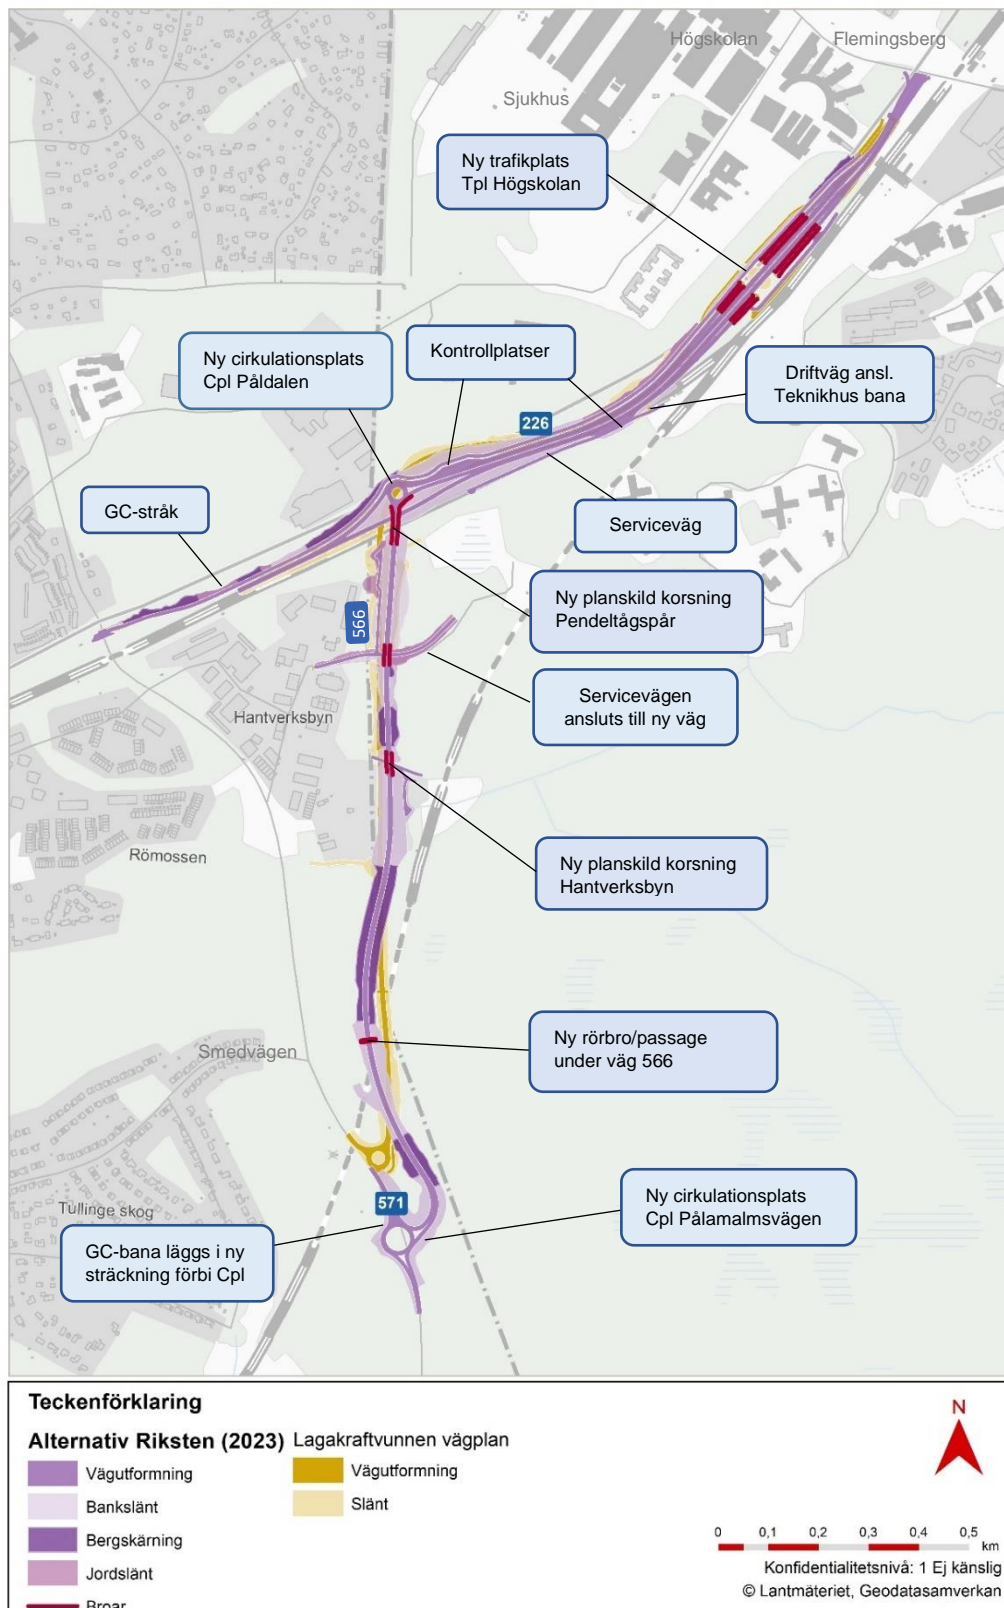 Högskolan
Flemingsberg
Sjukhus
Ny trafikplats
Tpl Högskolan
Ny cirkulationsplats
Cpl Påldalen
Kontrollplatser
Driftväg ansl.
Teknikhus bana
226
GC-stråk
Serviceväg
Ny planskild korsning
Pendeltågspår
566
Servicevägen
ansluts till ny väg
Hantverksbyn
Ny planskild korsning
Hantverksbyn
Römossen
Ny rörbro/passage
under väg 566
Smedvägen
571
Ny cirkulationsplats
Cpl Pålamalmsvägen
Tullinge skog
GC-bana läggs i ny
sträckning förbi Cpl
Teckenförklaring
Alternativ Riksten (2023)
Vägutformning
Bankslänt
Bergskärning
Jordslänt
Broar
Lagakraftvunnen vägplan
Vägutformning
Slänt
N
0 0,1 0,2 0,3 0,4 0,5
km
Konfidentialitetsnivå: 1 Ej känslig
© Lantmäteriet, Geodatasamverkan